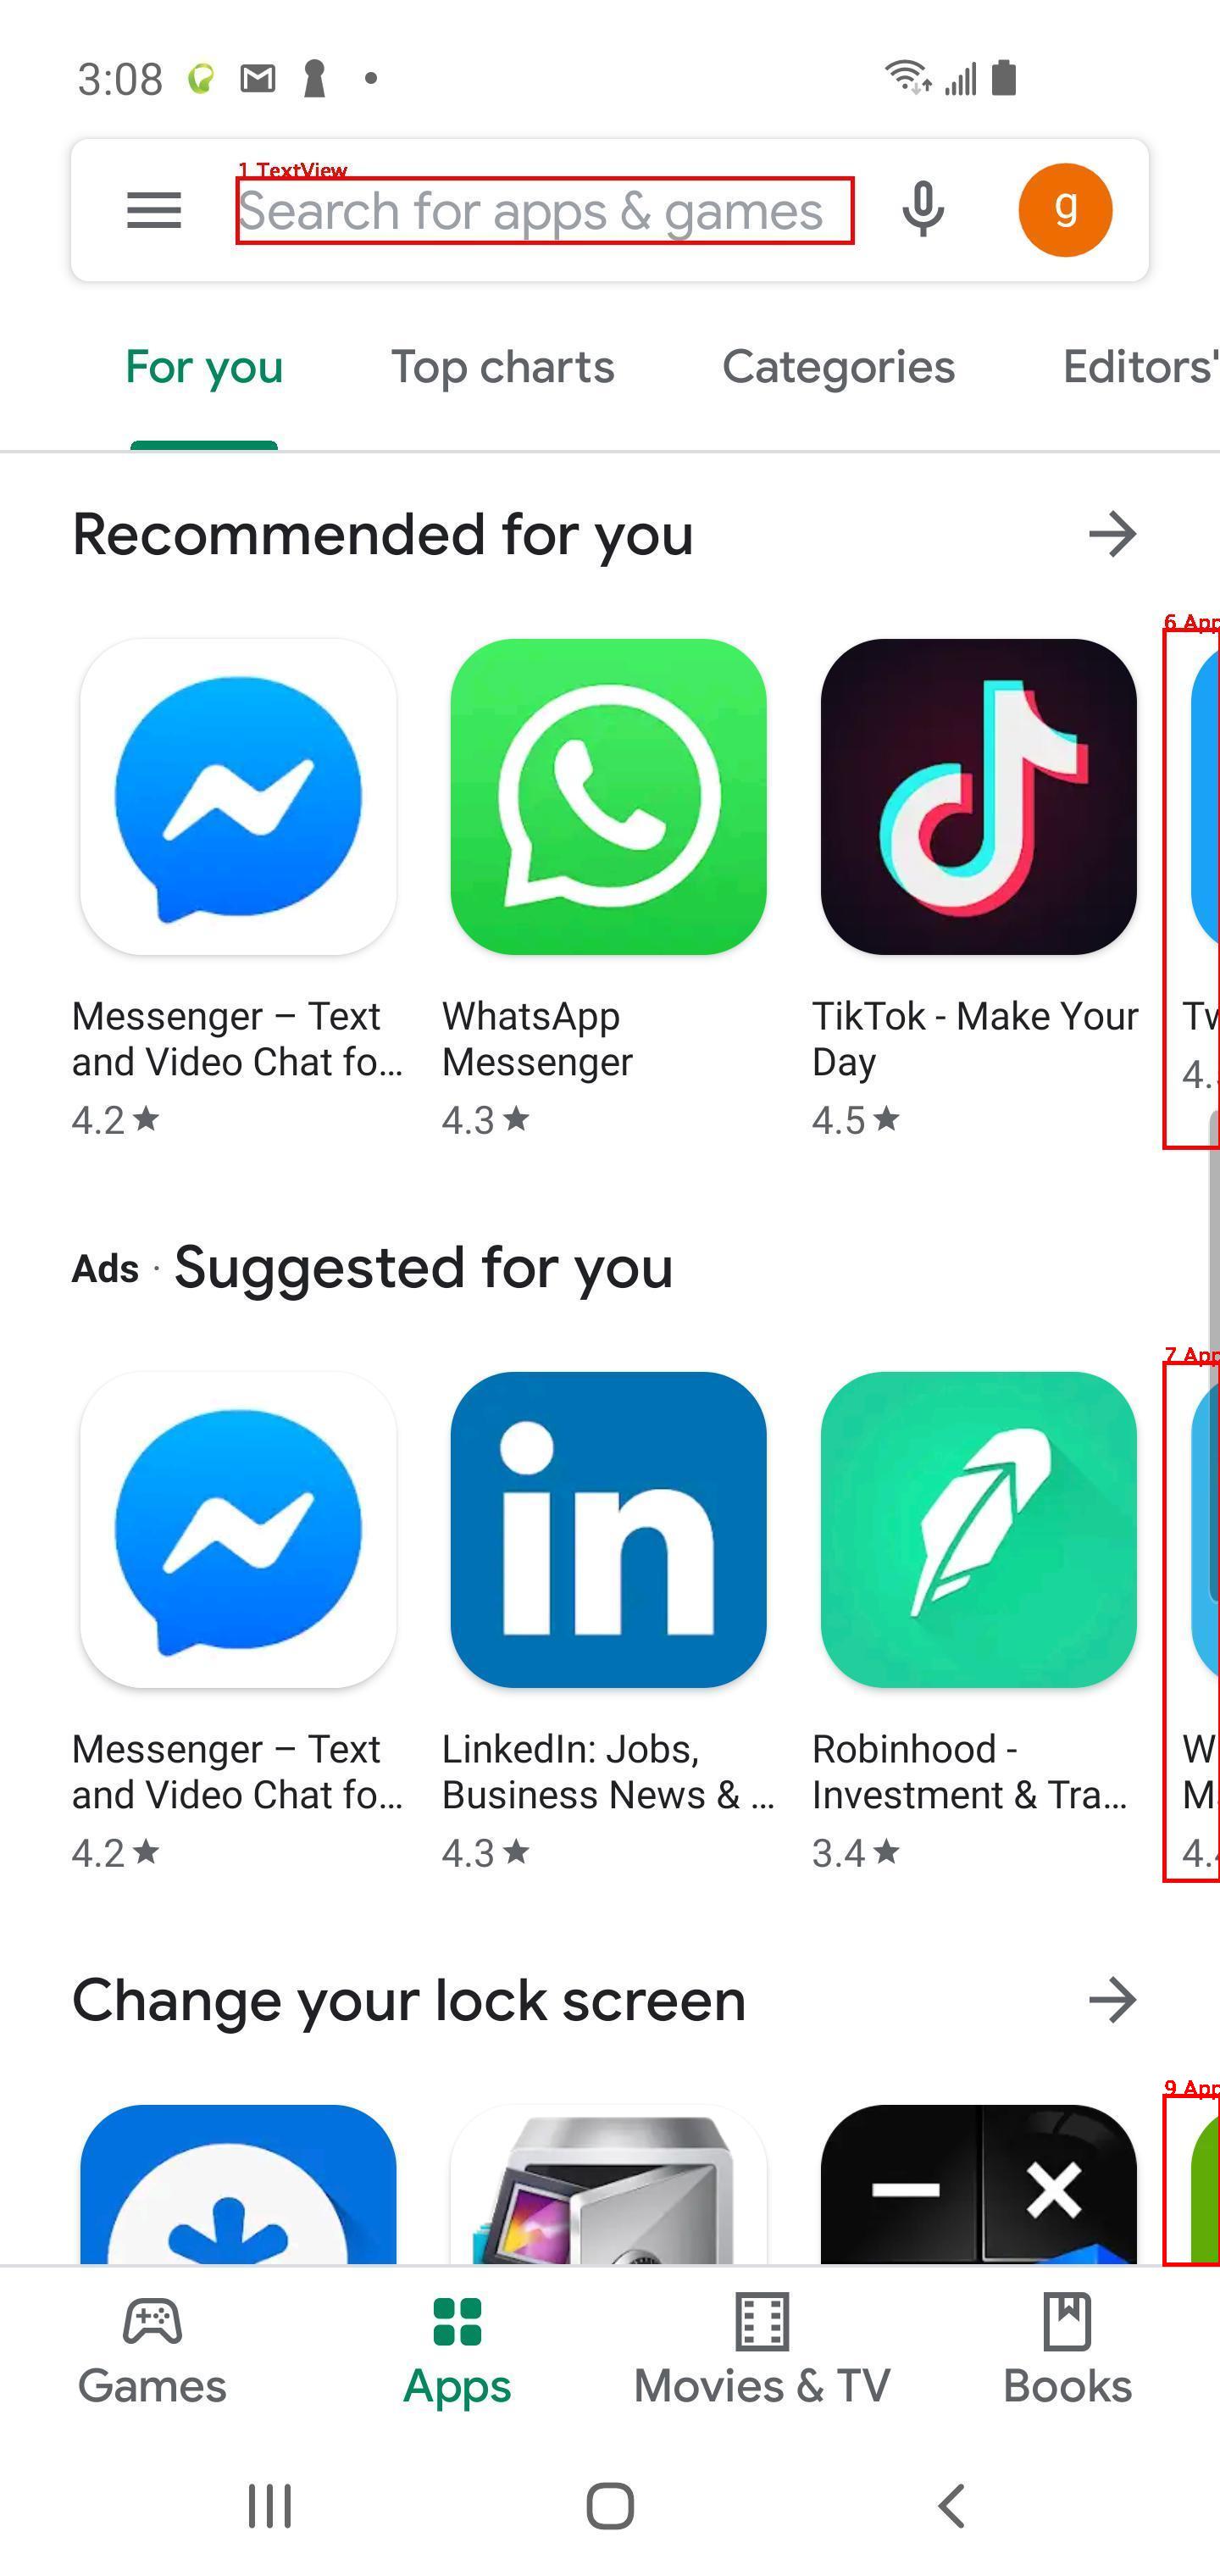 3:08
1 TextView
Search for apps & games
g
For you
Top charts
Categories
Editors'
Recommended for you
6 App
Messenger – Text
and Video Chat fo...
4.2 ★
WhatsApp
Messenger
4.3 ★
TikTok - Make Your
Day
4.5 ★
Tw
4.
Ads · Suggested for you
7 App
in
Messenger – Text
and Video Chat fo...
4.2 ★
LinkedIn: Jobs,
Business News & ...
4.3 ★
Robinhood -
Investment & Tra...
3.4 ★
W
M
4.
Change your lock screen
9 App
Games
Apps
Movies & TV
Books